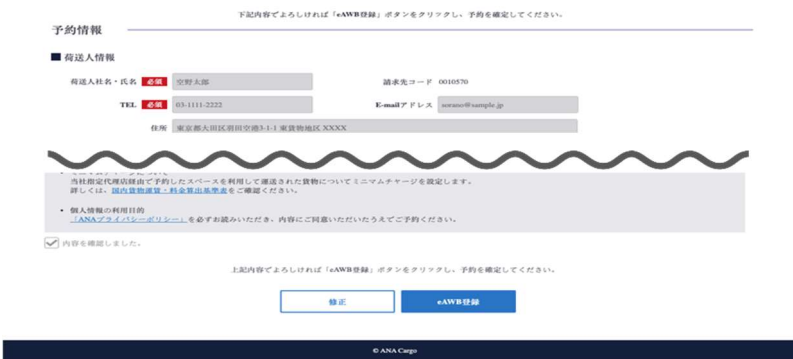 下記内容でよろしければ「eAWB登録」ボタンをクリックし、予約を確定してください。
予約情報
■ 荷送人情報
荷送人社名・氏名 必須 空野太郎 請求先コード 0010570
TEL 必須 03-1111-2222 E-mailアドレス sorano@sample.jp
住所 東京都大田区羽田空港3-1-1 東貨物地区 XXXX
当社指定代理店経由で予約したスペースを利用して運送された貨物についてミニマムチャージを設定します。
詳しくは、国内貨物運賃・料金算出基準表をご確認ください。
• 個人情報の利用目的
「ANAプライバシーポリシー」を必ずお読みいただき、内容にご同意いただいたうえでご予約ください。
内容を確認しました。
上記内容でよろしければ「eAWB登録」ボタンをクリックし、予約を確定してください。
修正 eAWB登録
© ANA Cargo